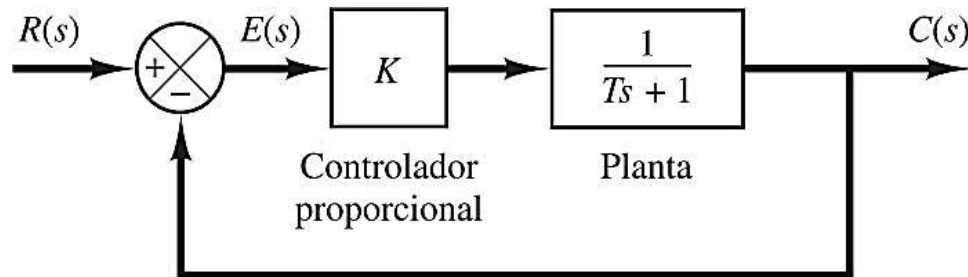 R(s)
E(s)
C(s)
+
−
K
1
Ts + 1
Controlador
proporcional
Planta